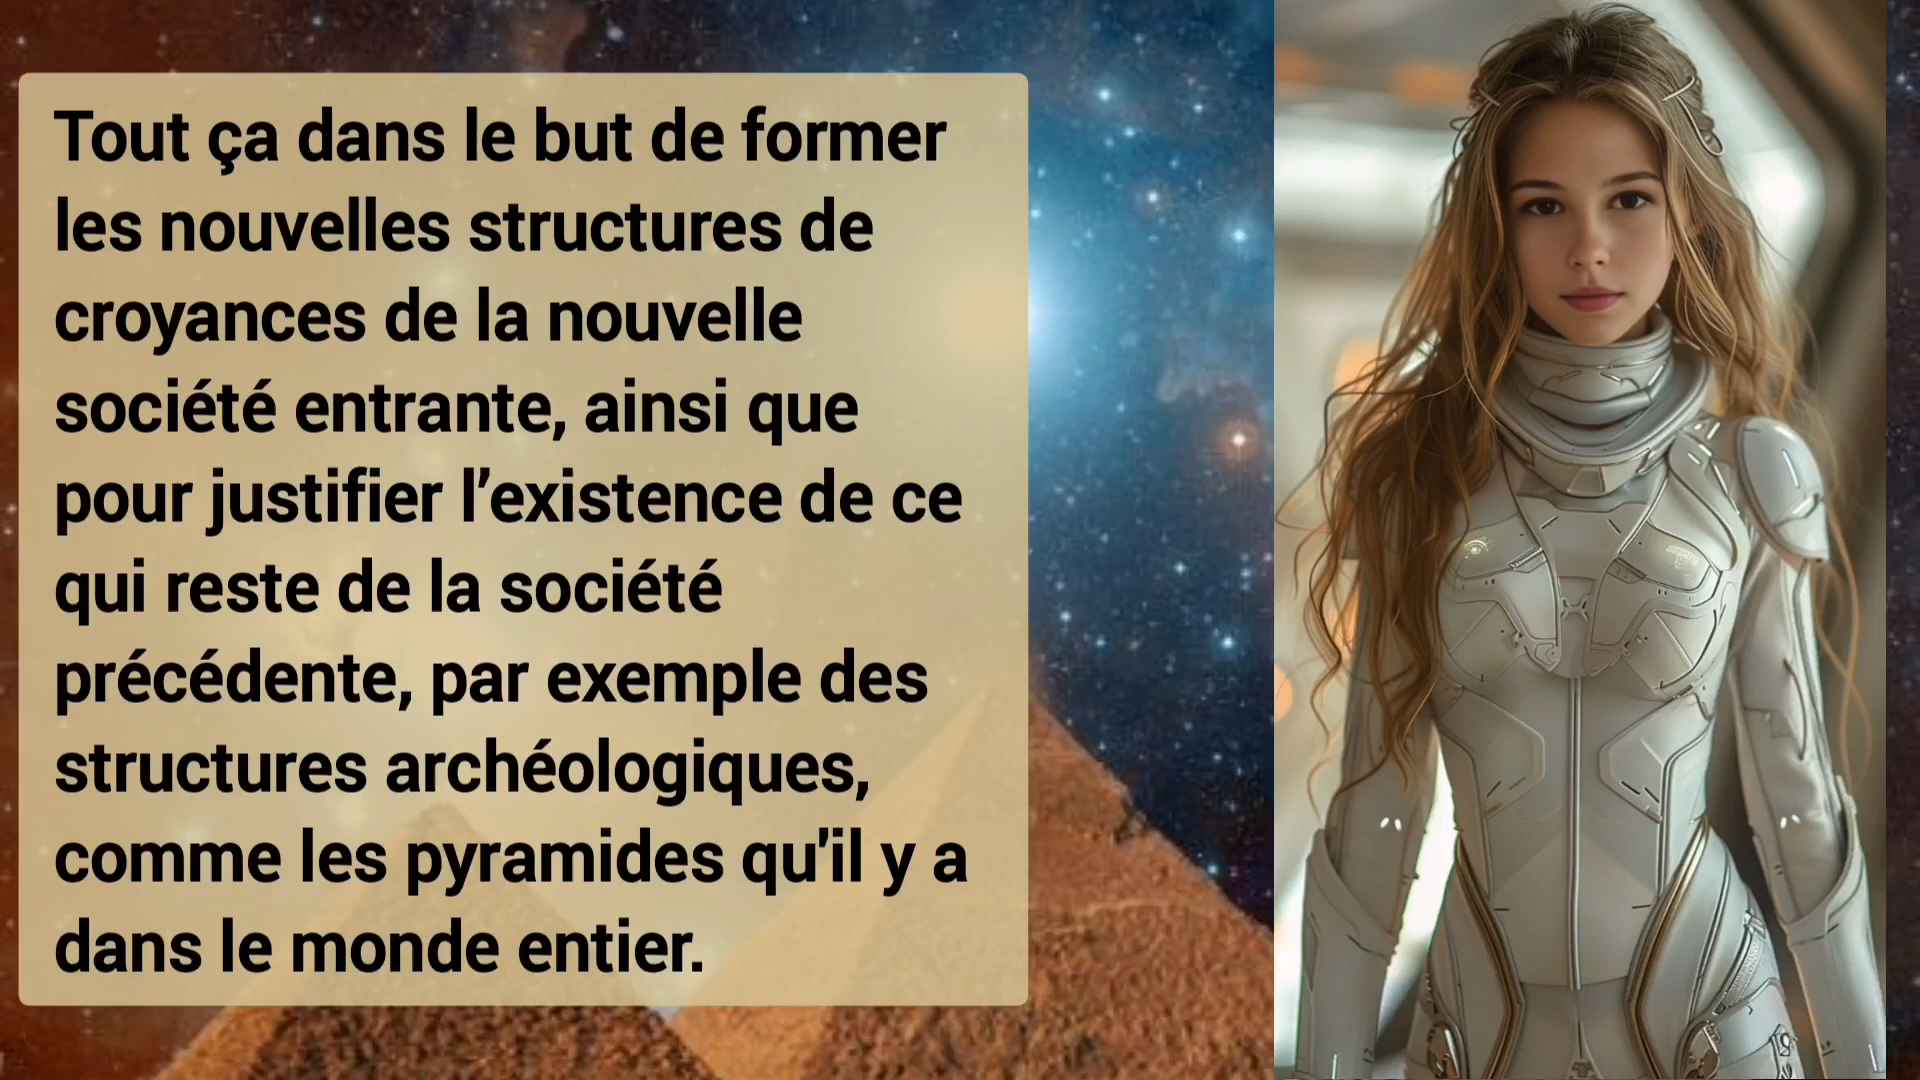 Tout ça dans le but de former
les nouvelles structures de
croyances de la nouvelle
société entrante, ainsi que
pour justifier l’existence de ce
qui reste de la société
précédente, par exemple des
structures archéologiques,
comme les pyramides qu'il y a
dans le monde entier.